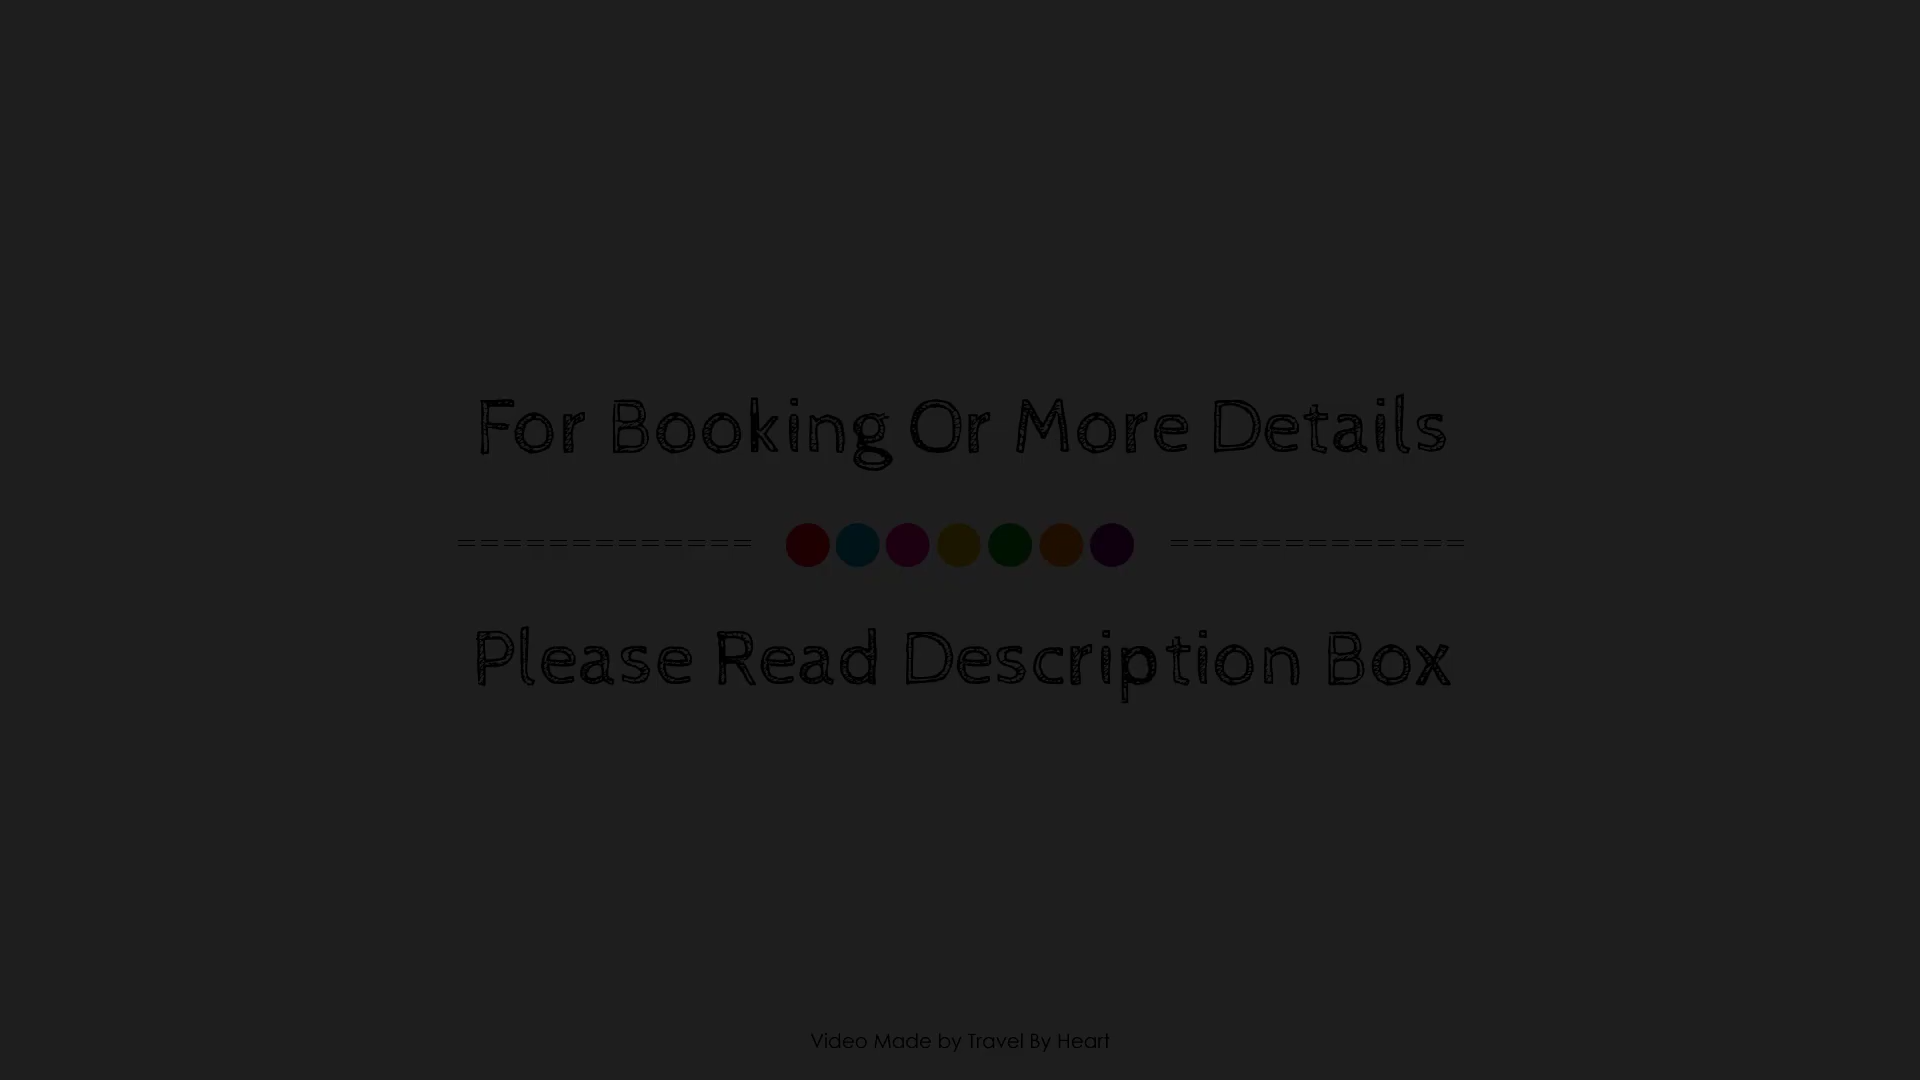 For Booking Or More Details
============= =============
Please Read Description Box
Video Made by Travel By Heart